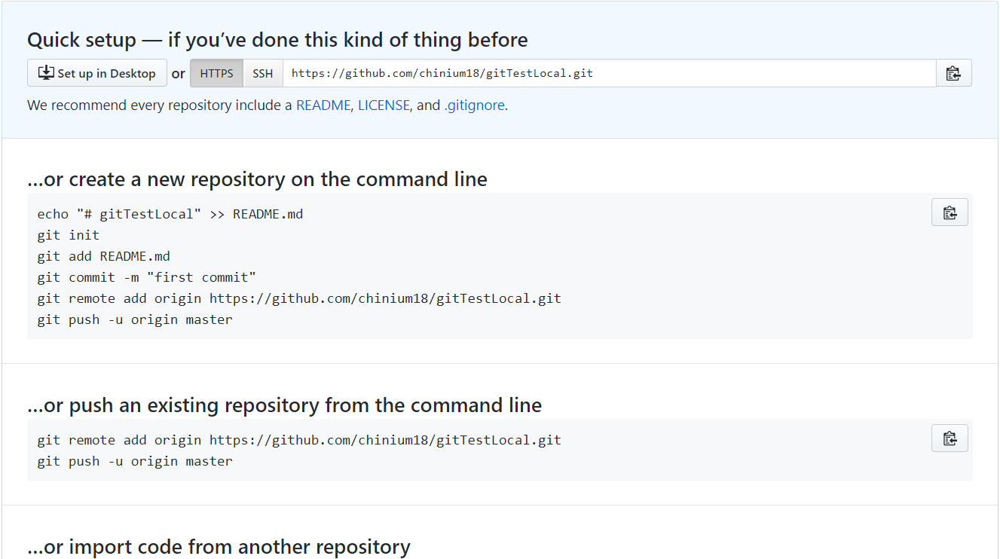 Quick setup — if you’ve done this kind of thing before
Set up in Desktop or HTTPS SSH https://github.com/chinium18/gitTestLocal.git
We recommend every repository include a README, LICENSE, and .gitignore.
…or create a new repository on the command line
echo "# gitTestLocal" >> README.md
git init
git add README.md
git commit -m "first commit"
git remote add origin https://github.com/chinium18/gitTestLocal.git
git push -u origin master
…or push an existing repository from the command line
git remote add origin https://github.com/chinium18/gitTestLocal.git
git push -u origin master
…or import code from another repository